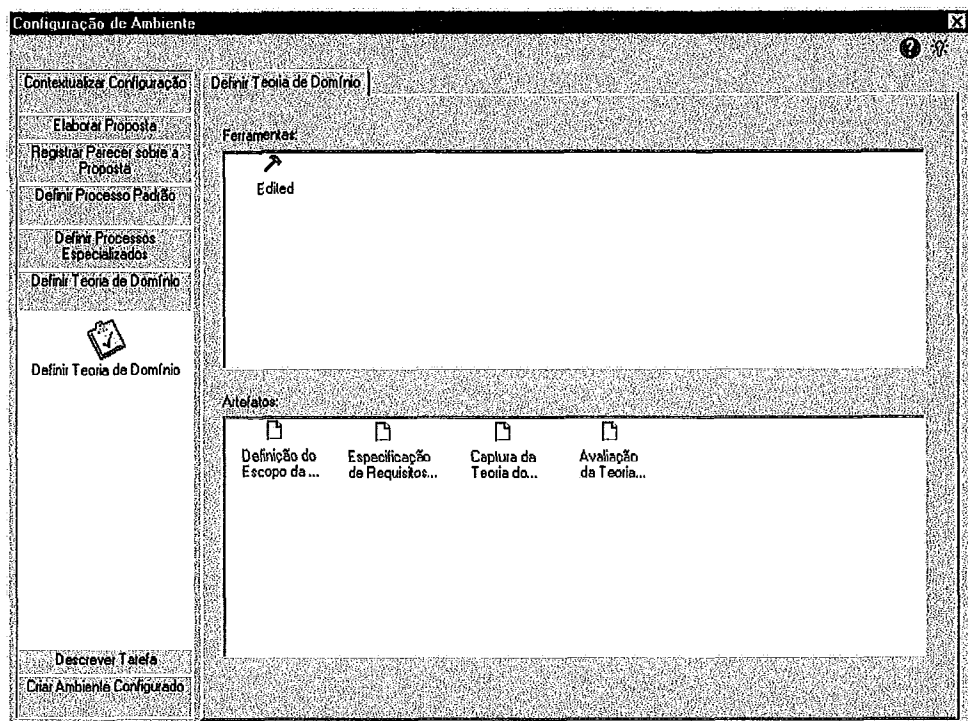 Configuração de Ambiente
Contextualizar Configuração
Elaborar Proposta
Registrar Parecer sobre a
Proposta
Definir Processo Padrão
Definir Processos
Especializados
Definir Teoria de Domínio
Definir Teoria de Domínio
Descrever Tarefa
Criar Ambiente Configurado
Definir Teoria de Domínio
Ferramentas:
Ediled
Artefatos:
Definição do
Escopo da ...
Especificação
de Requisitos...
Captura da
Teoria do...
Avaliação
da Teoria...